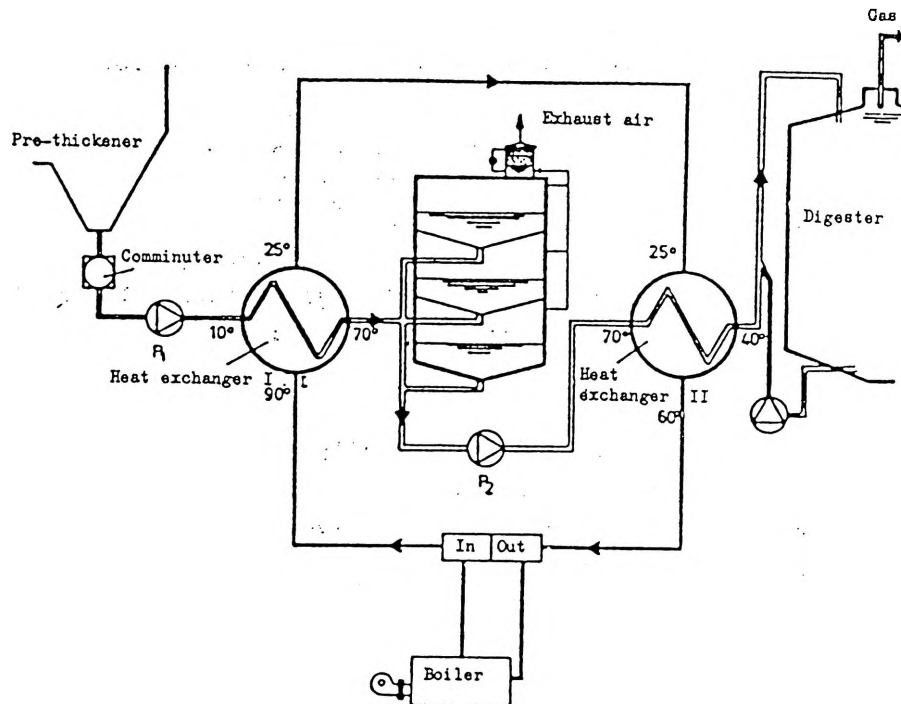 Gas
Exhaust air
Pre-thickener
Digester
25°
25°
Comminuter
10°
70°
70°
40°
P1
Heat exchanger I I
90°
Heat
exchanger II
60°
P2
In Out
Boiler